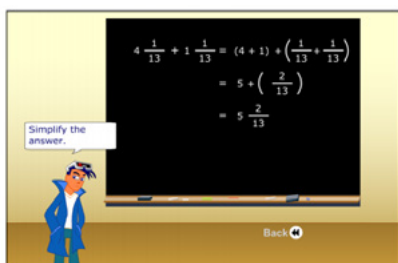 4 1/13 + 1 1/13 = (4 + 1) + (1/13 + 1/13)
= 5 + ( 2/13 )
= 5 2/13
Simplify the
answer.
Back